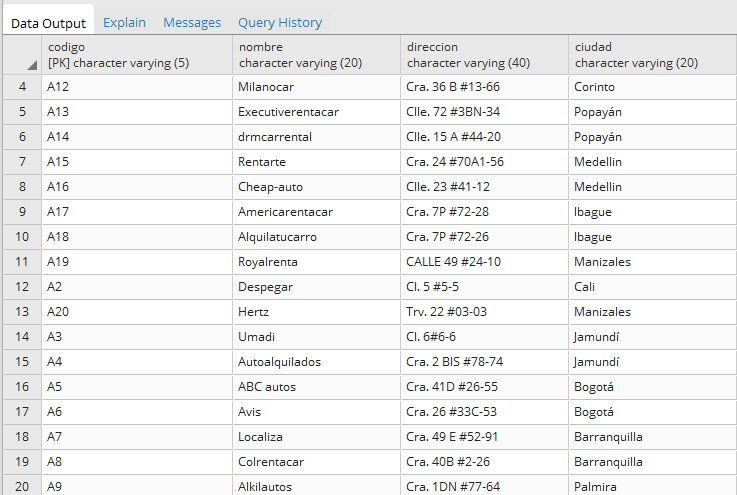 Data Output Explain Messages Query History
codigo nombre direccion ciudad
[PK] character varying (5) character varying (20) character varying (40) character varying (20)
4 A12 Milanocar Cra. 36 B #13-66 Corinto
5 A13 Executiverentacar Clle. 72 #3BN-34 Popayán
6 A14 drmcarrental Clle. 15 A #44-20 Popayán
7 A15 Rentarte Cra. 24 #70A1-56 Medellin
8 A16 Cheap-auto Clle. 23 #41-12 Medellin
9 A17 Americarentacar Cra. 7P #72-28 Ibague
10 A18 Alquilatucarro Cra. 7P #72-26 Ibague
11 A19 Royalrenta CALLE 49 #24-10 Manizales
12 A2 Despegar Cl. 5 #5-5 Cali
13 A20 Hertz Trv. 22 #03-03 Manizales
14 A3 Umadi Cl. 6#6-6 Jamundí
15 A4 Autoalquilados Cra. 2 BIS #78-74 Jamundí
16 A5 ABC autos Cra. 41D #26-55 Bogotá
17 A6 Avis Cra. 26 #33C-53 Bogotá
18 A7 Localiza Cra. 49 E #52-91 Barranquilla
19 A8 Colrentacar Cra. 40B #2-26 Barranquilla
20 A9 Alkilautos Cra. 1DN #77-64 Palmira